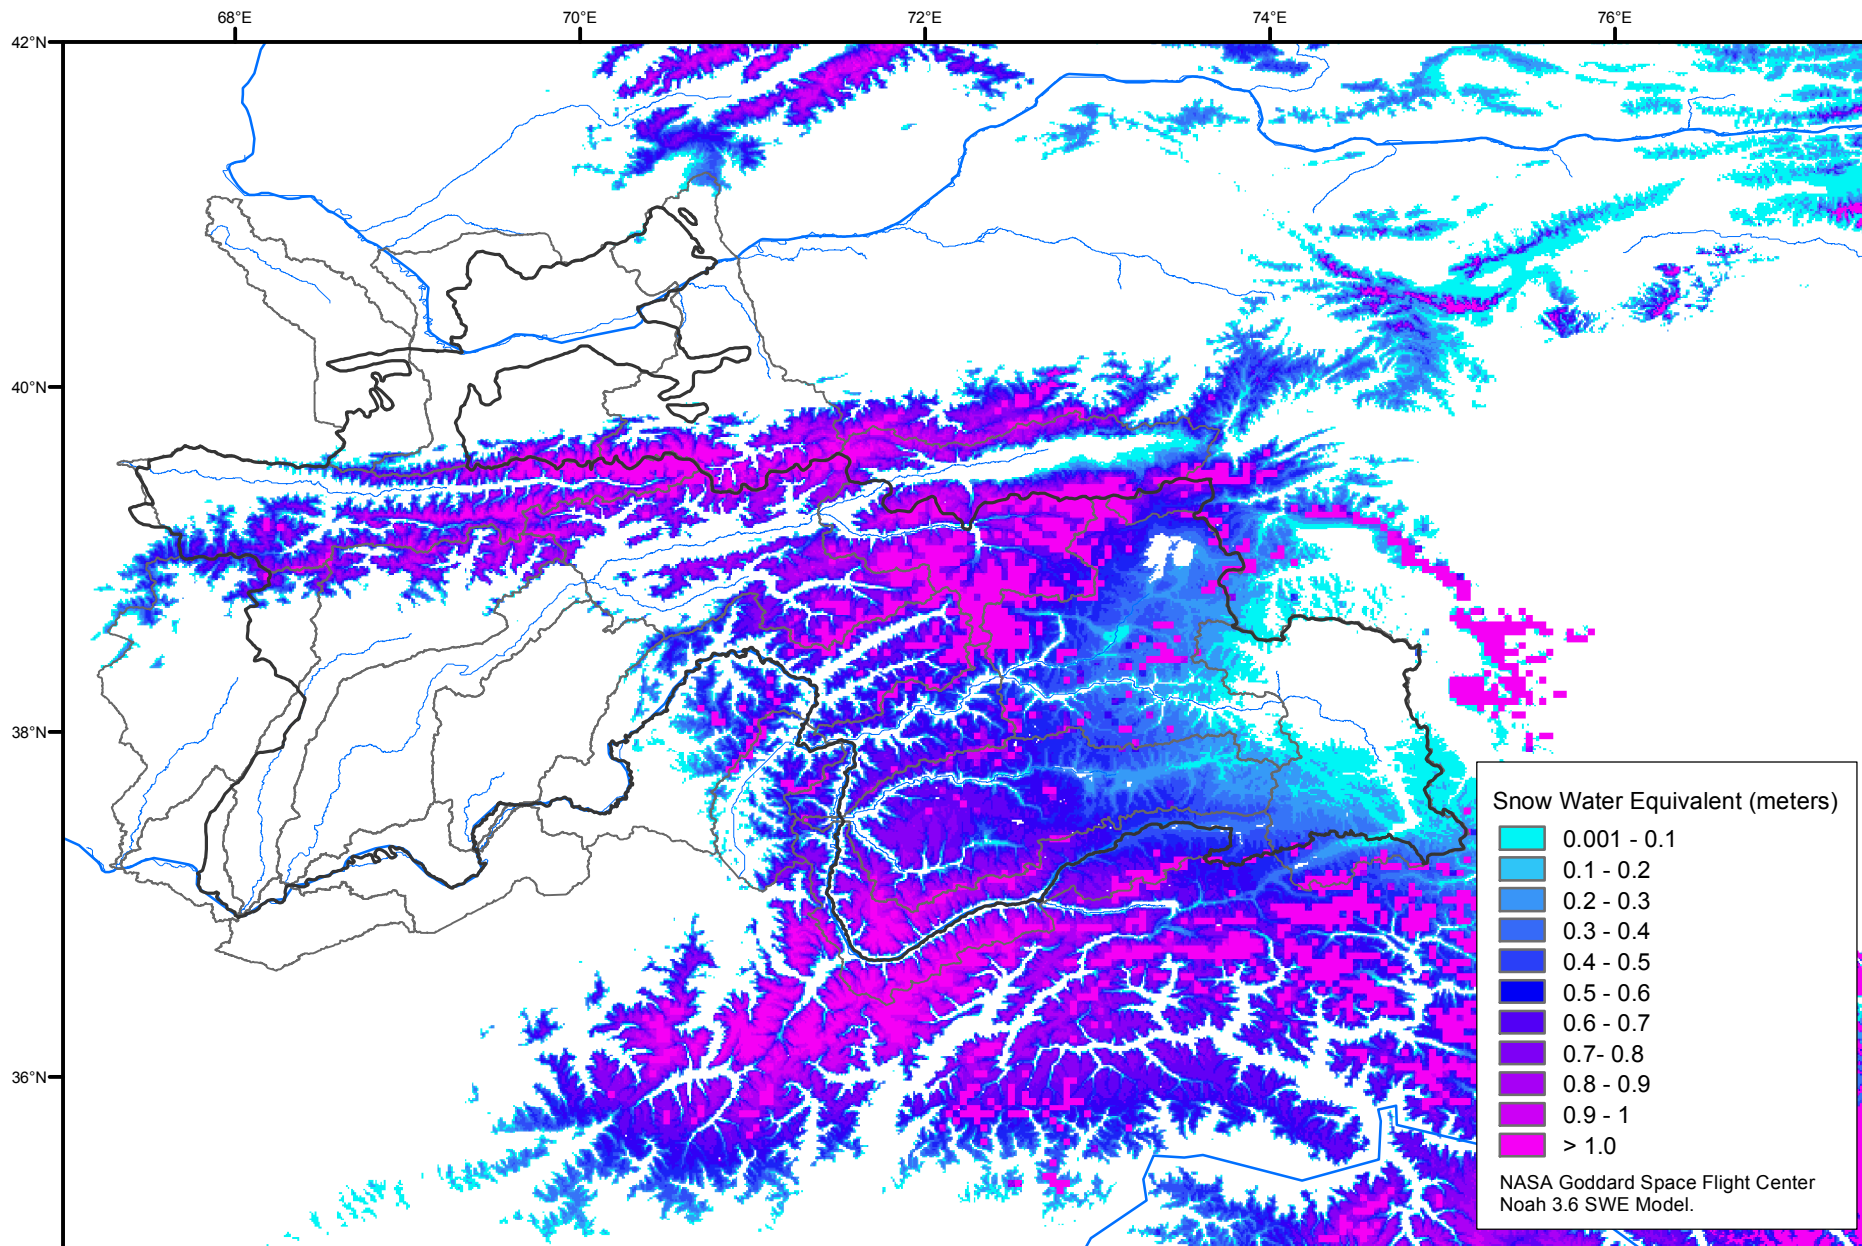 68°E 70°E 72°E 74°E 76°E
42°N
40°N
38°N
36°N
Snow Water Equivalent (meters)
0.001 - 0.1
0.1 - 0.2
0.2 - 0.3
0.3 - 0.4
0.4 - 0.5
0.5 - 0.6
0.6 - 0.7
0.7- 0.8
0.8 - 0.9
0.9 - 1
> 1.0
NASA Goddard Space Flight Center
Noah 3.6 SWE Model.